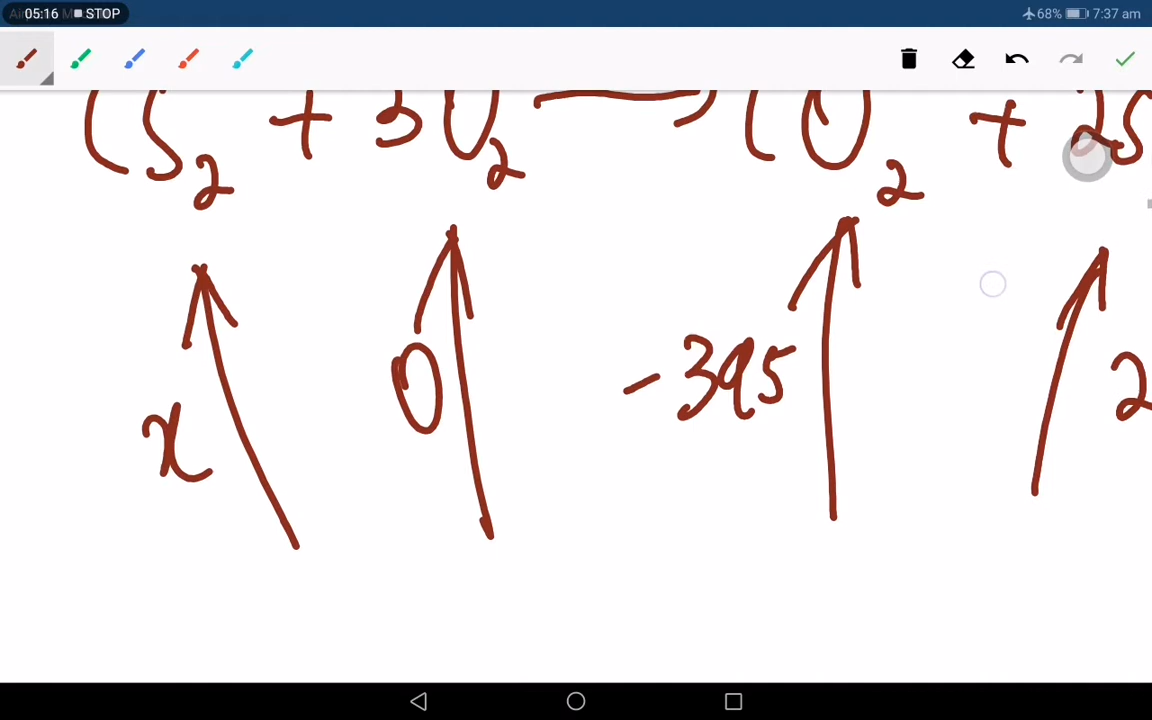 05:16 STOP 68% 7:37 am
CS2 + 3O2 → CO2 + 2S
x 0 -395 2